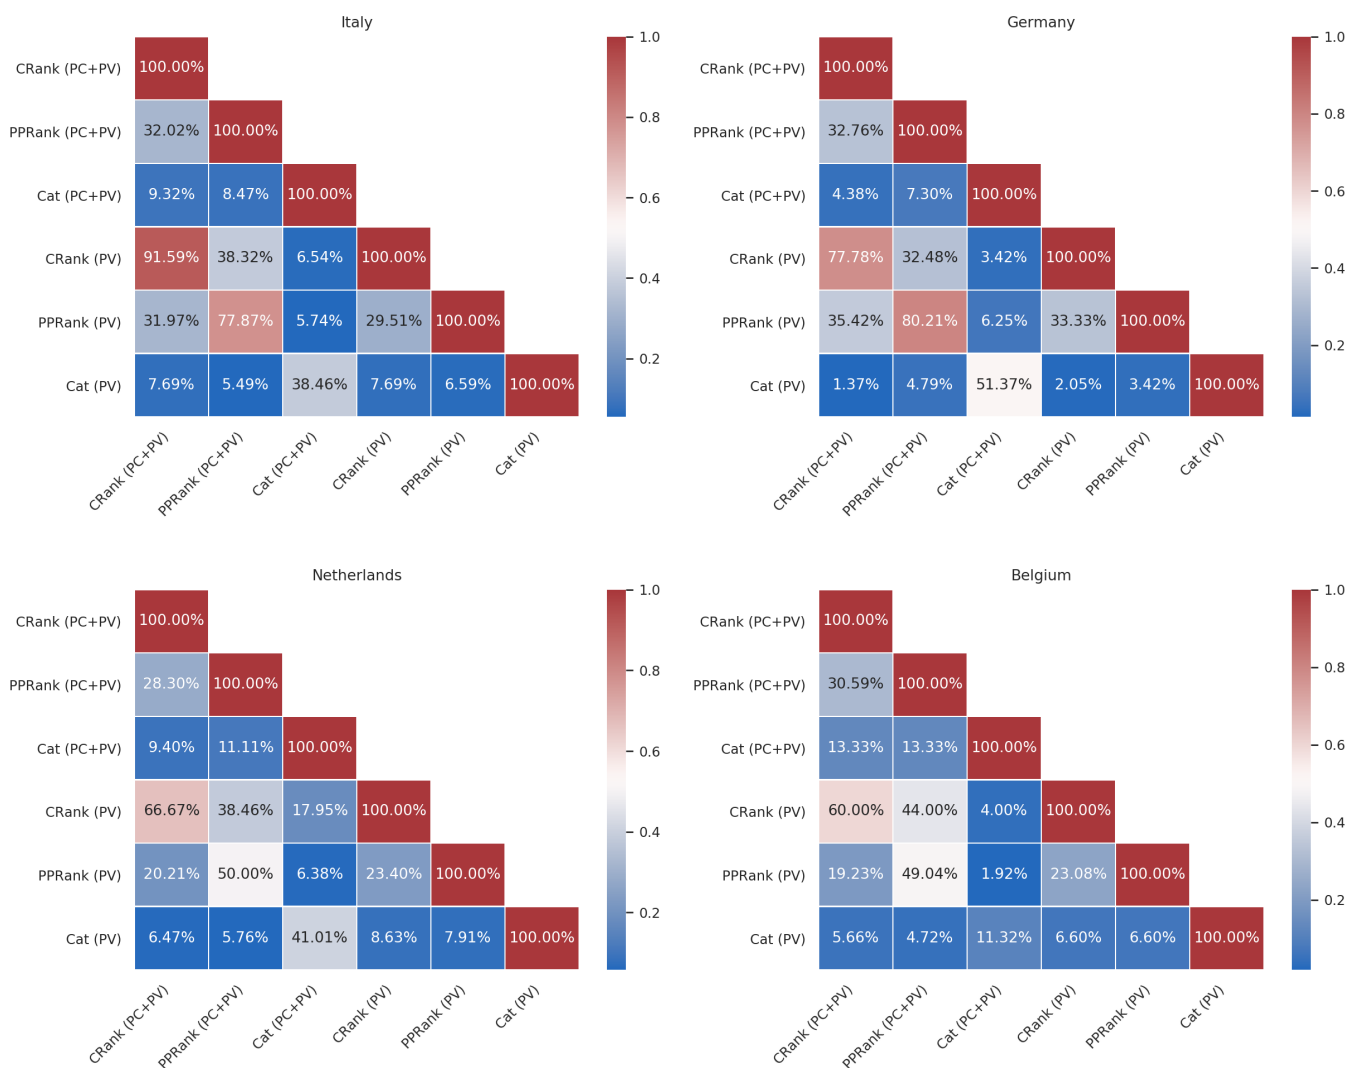 Italy
CRank (PC+PV) 100.00%
PPRank (PC+PV) 32.02% 100.00%
Cat (PC+PV) 9.32% 8.47% 100.00%
CRank (PV) 91.59% 38.32% 6.54% 100.00%
PPRank (PV) 31.97% 77.87% 5.74% 29.51% 100.00%
Cat (PV) 7.69% 5.49% 38.46% 7.69% 6.59% 100.00%
CRank (PC+PV) PPRank (PC+PV) Cat (PC+PV) CRank (PV) PPRank (PV) Cat (PV)
1.0
0.8
0.6
0.4
0.2
Germany
CRank (PC+PV) 100.00%
PPRank (PC+PV) 32.76% 100.00%
Cat (PC+PV) 4.38% 7.30% 100.00%
CRank (PV) 77.78% 32.48% 3.42% 100.00%
PPRank (PV) 35.42% 80.21% 6.25% 33.33% 100.00%
Cat (PV) 1.37% 4.79% 51.37% 2.05% 3.42% 100.00%
CRank (PC+PV) PPRank (PC+PV) Cat (PC+PV) CRank (PV) PPRank (PV) Cat (PV)
1.0
0.8
0.6
0.4
0.2
Netherlands
CRank (PC+PV) 100.00%
PPRank (PC+PV) 28.30% 100.00%
Cat (PC+PV) 9.40% 11.11% 100.00%
CRank (PV) 66.67% 38.46% 17.95% 100.00%
PPRank (PV) 20.21% 50.00% 6.38% 23.40% 100.00%
Cat (PV) 6.47% 5.76% 41.01% 8.63% 7.91% 100.00%
CRank (PC+PV) PPRank (PC+PV) Cat (PC+PV) CRank (PV) PPRank (PV) Cat (PV)
1.0
0.8
0.6
0.4
0.2
Belgium
CRank (PC+PV) 100.00%
PPRank (PC+PV) 30.59% 100.00%
Cat (PC+PV) 13.33% 13.33% 100.00%
CRank (PV) 60.00% 44.00% 4.00% 100.00%
PPRank (PV) 19.23% 49.04% 1.92% 23.08% 100.00%
Cat (PV) 5.66% 4.72% 11.32% 6.60% 6.60% 100.00%
CRank (PC+PV) PPRank (PC+PV) Cat (PC+PV) CRank (PV) PPRank (PV) Cat (PV)
1.0
0.8
0.6
0.4
0.2